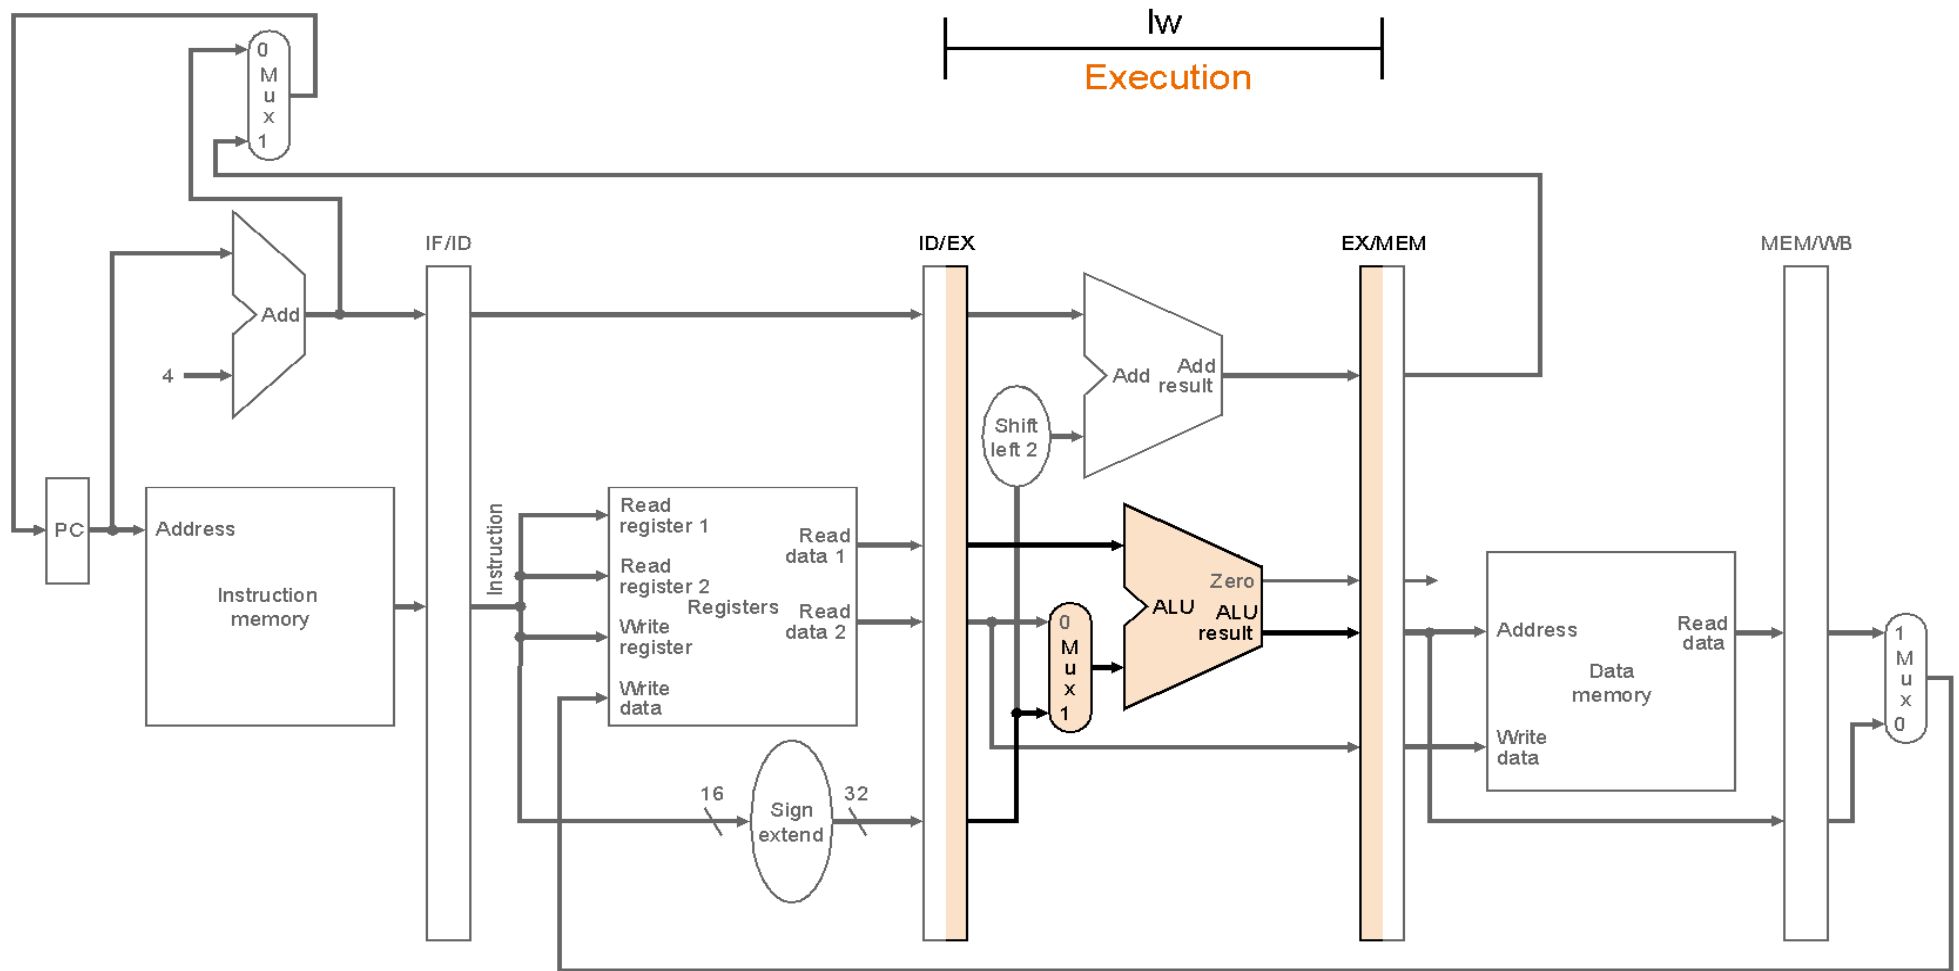 lw
Execution
0
M
u
x
1
IF/ID
ID/EX
EX/MEM
MEM/WB
Add
4
Add
Add
result
Shift
left 2
PC
Address
Instruction
memory
Instruction
Read
register 1
Read
register 2
Registers
Write
register
Write
data
Read
data 1
Read
data 2
16
Sign
extend
32
0
M
u
x
1
Zero
ALU
ALU
result
Address
Read
data
Data
memory
Write
data
1
M
u
x
0